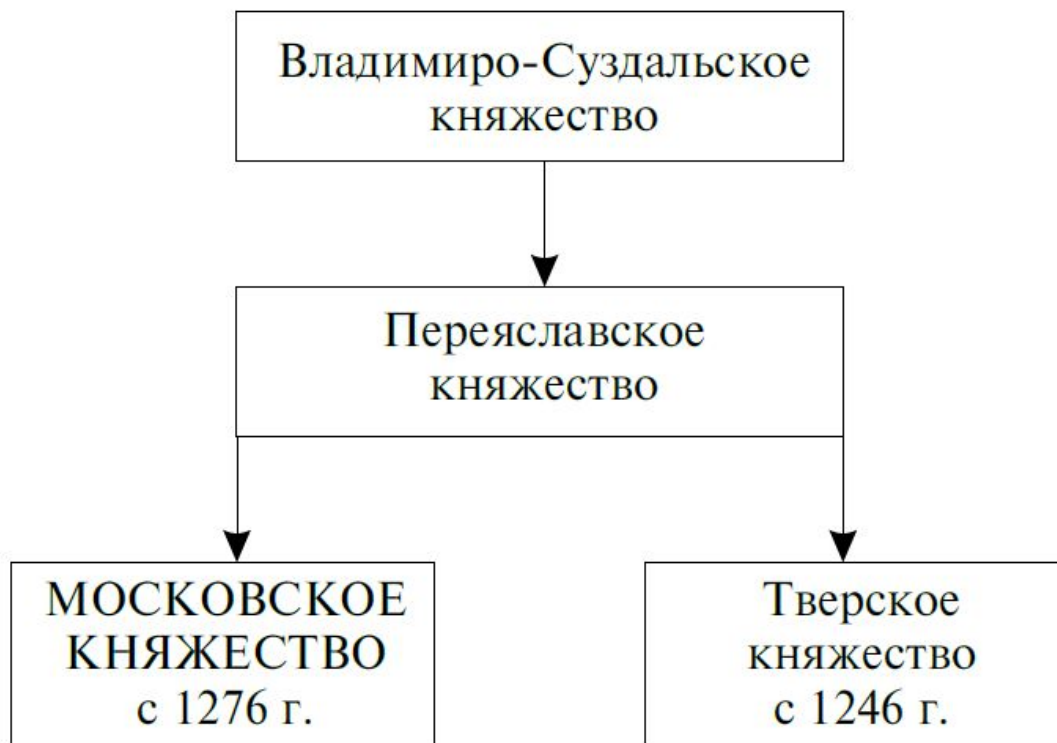 Владимиро-Суздальское
княжество
Переяславское
княжество
МОСКОВСКОЕ
КНЯЖЕСТВО
с 1276 г.
Тверское
княжество
с 1246 г.